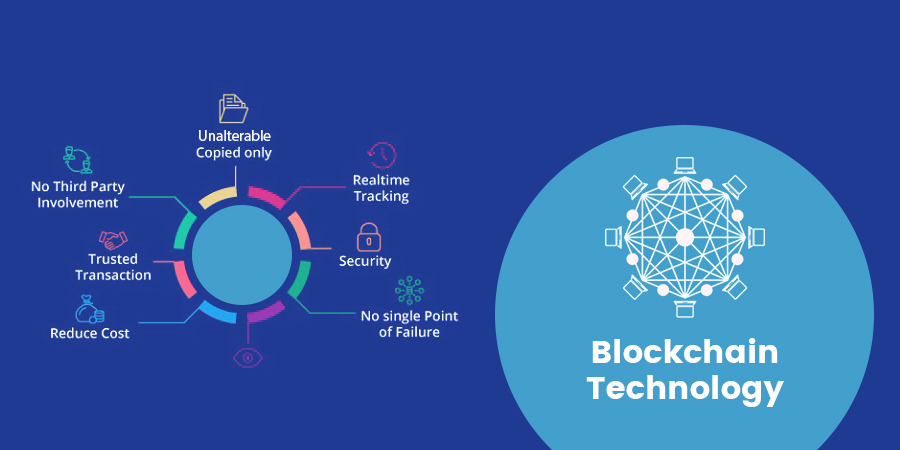 Unalterable
Copied only
No Third Party
Involvement
Realtime
Tracking
Trusted
Transaction
Security
Reduce Cost
No single Point
of Failure
Blockchain
Technology